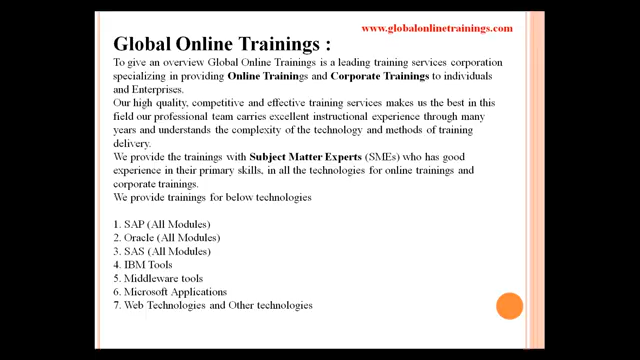 www.globalonlinetrainings.com
Global Online Trainings :
To give an overview Global Online Trainings is a leading training services corporation
specializing in providing Online Trainings and Corporate Trainings to individuals
and Enterprises.
Our high quality, competitive and effective training services makes us the best in this
field our professional team carries excellent instructional experience through many
years and understands the complexity of the technology and methods of training
delivery.
We provide the trainings with Subject Matter Experts (SMEs) who has good
experience in their primary skills, in all the technologies for online trainings and
corporate trainings.
We provide trainings for below technologies
1. SAP (All Modules)
2. Oracle (All Modules)
3. SAS (All Modules)
4. IBM Tools
5. Middleware tools
6. Microsoft Applications
7. Web Technologies and Other technologies